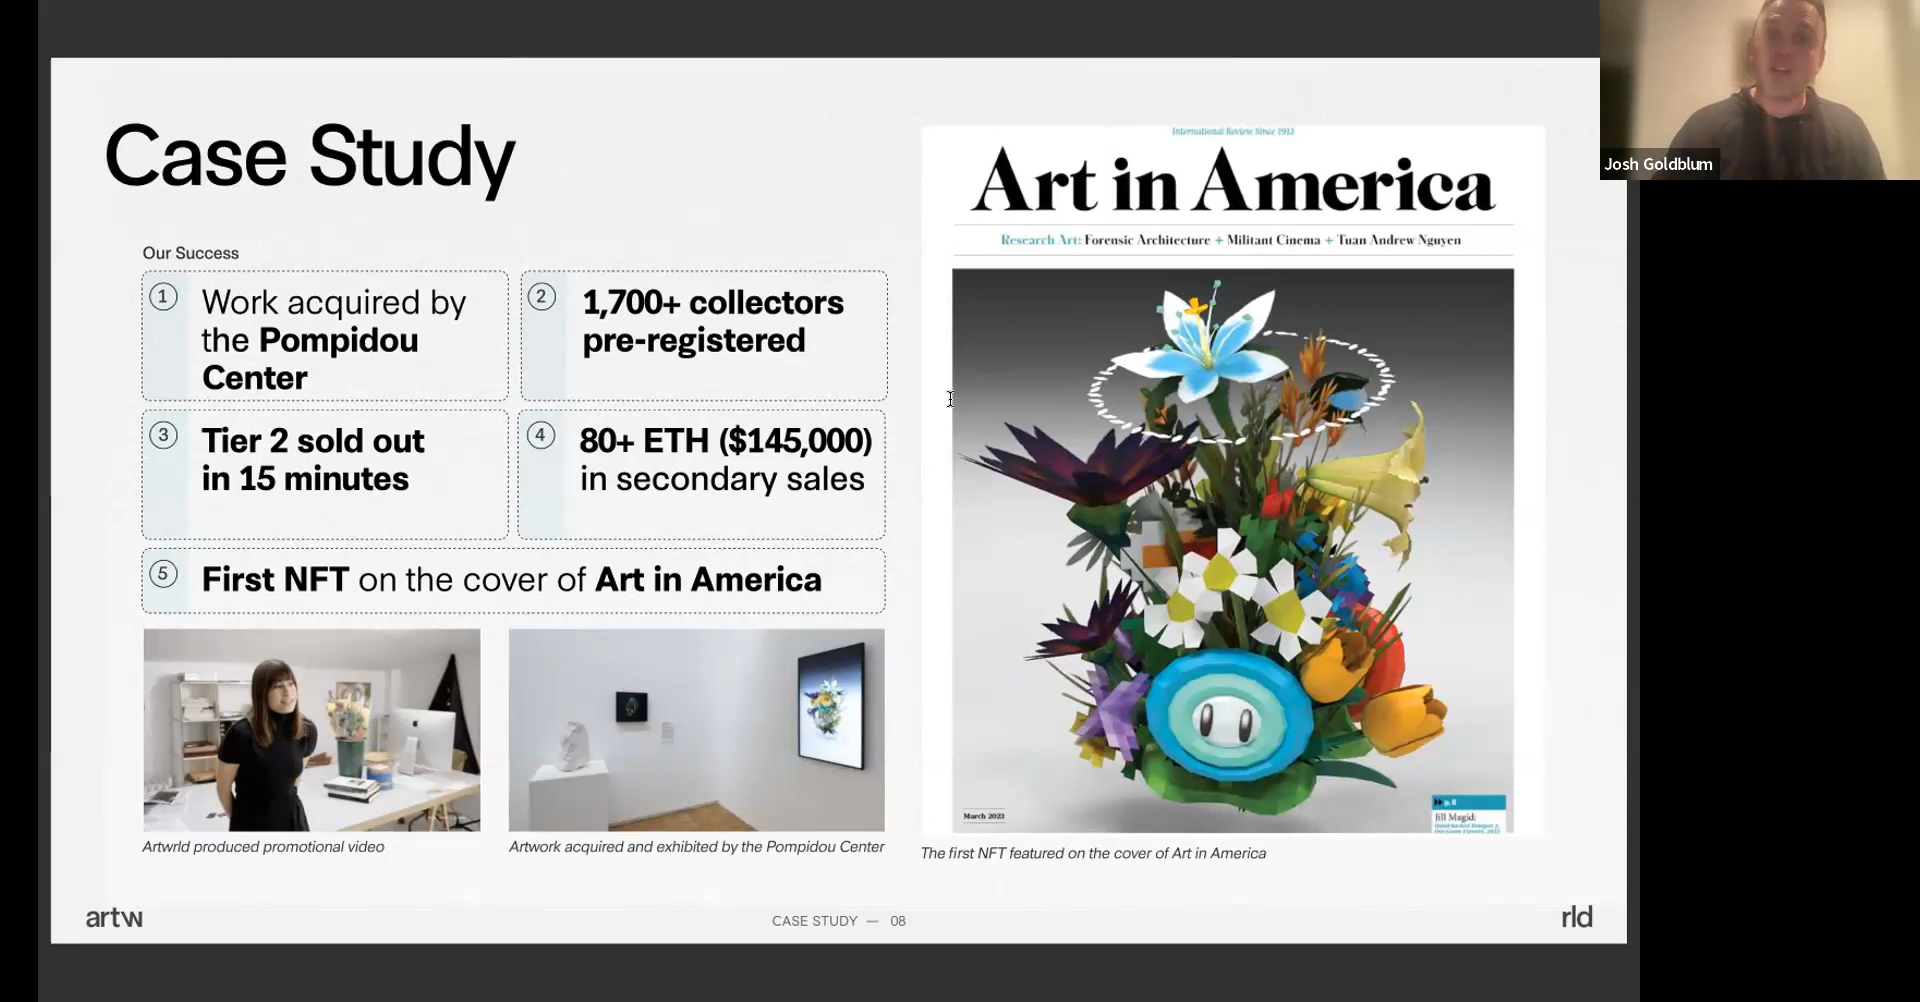 Case Study
Our Success
1
Work acquired by
the Pompidou
Center
2
1,700+ collectors
pre-registered
3
Tier 2 sold out
in 15 minutes
4
80+ ETH ($145,000)
in secondary sales
5
First NFT on the cover of Art in America
Artwrld produced promotional video
Artwork acquired and exhibited by the Pompidou Center
International Review Since 1913
Art in America
Research Art: Forensic Architecture + Militant Cinema + Tuan Andrew Nguyen
March 2023
p. 8
Jill Magid:
The first NFT featured on the cover of Art in America
artw
CASE STUDY — 08
rld
Josh Goldblum